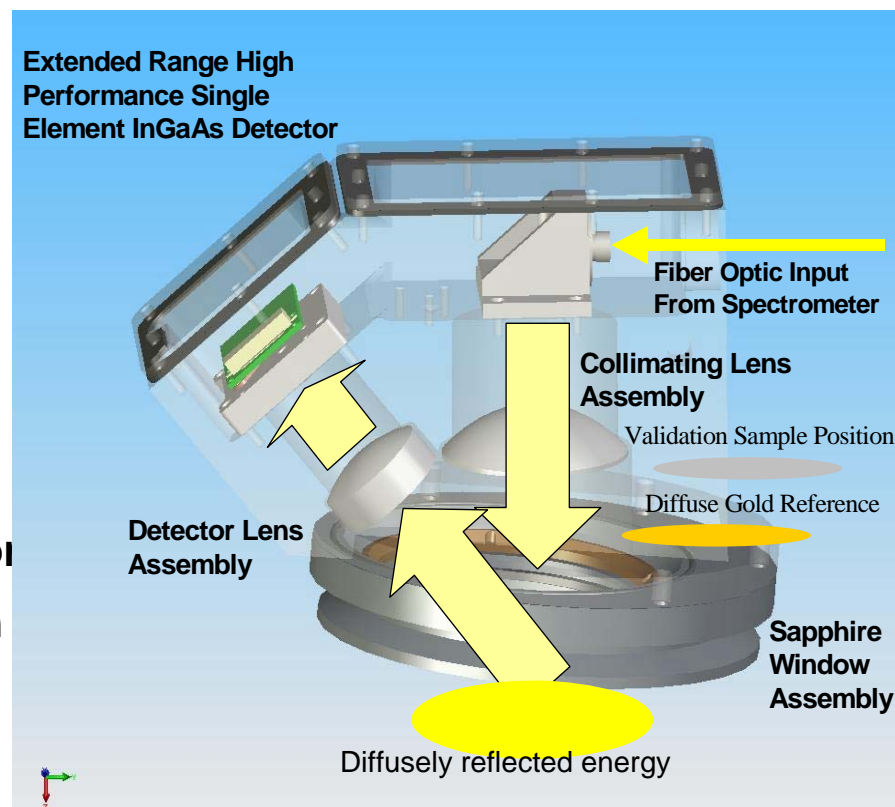 Extended Range High
Performance Single
Element InGaAs Detector
Fiber Optic Input
From Spectrometer
Collimating Lens
Assembly
Validation Sample Position
Diffuse Gold Reference
Detector Lens
Assembly
Sapphire
Window
Assembly
Diffusely reflected energy